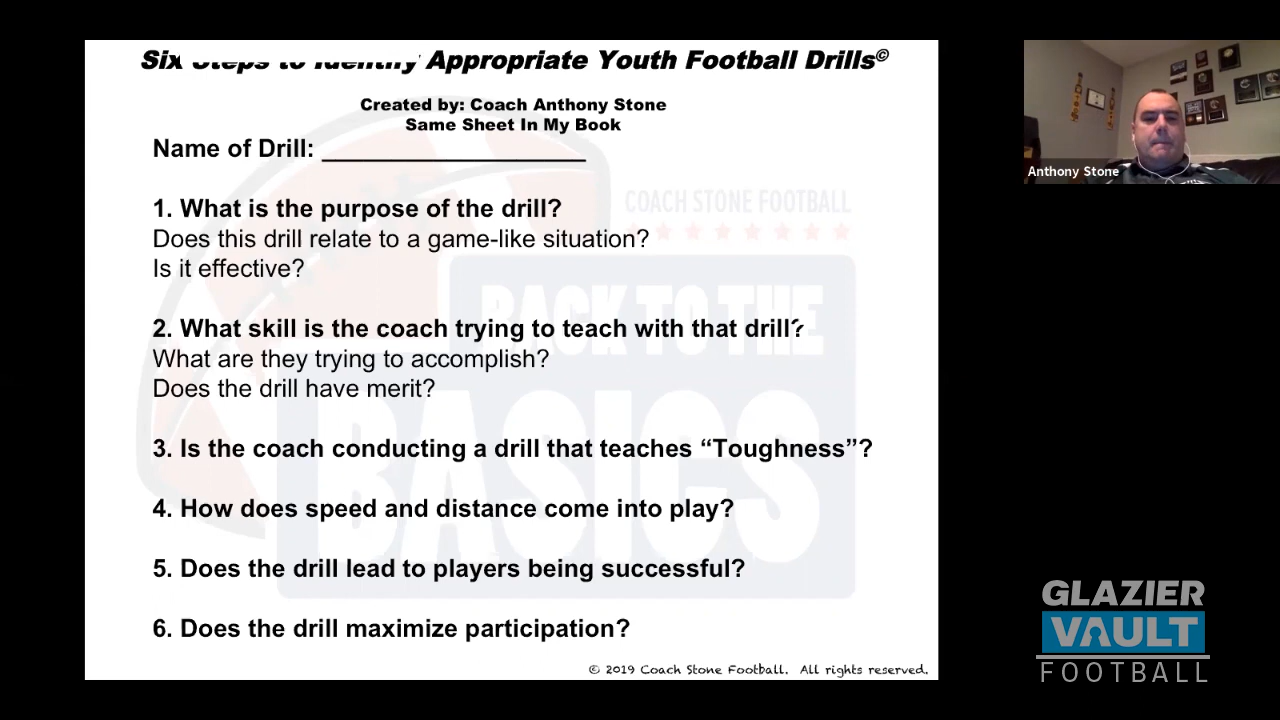 Six Steps to Identify Appropriate Youth Football Drills©
Created by: Coach Anthony Stone
Same Sheet In My Book
Name of Drill: ___________________
1. What is the purpose of the drill?
Does this drill relate to a game-like situation?
Is it effective?
2. What skill is the coach trying to teach with that drill?
What are they trying to accomplish?
Does the drill have merit?
3. Is the coach conducting a drill that teaches “Toughness”?
4. How does speed and distance come into play?
5. Does the drill lead to players being successful?
6. Does the drill maximize participation?
© 2019 Coach Stone Football. All rights reserved.
COACH STONE FOOTBALL
BACK TO THE
BASICS
Anthony Stone
GLAZIER
VAULT
FOOTBALL